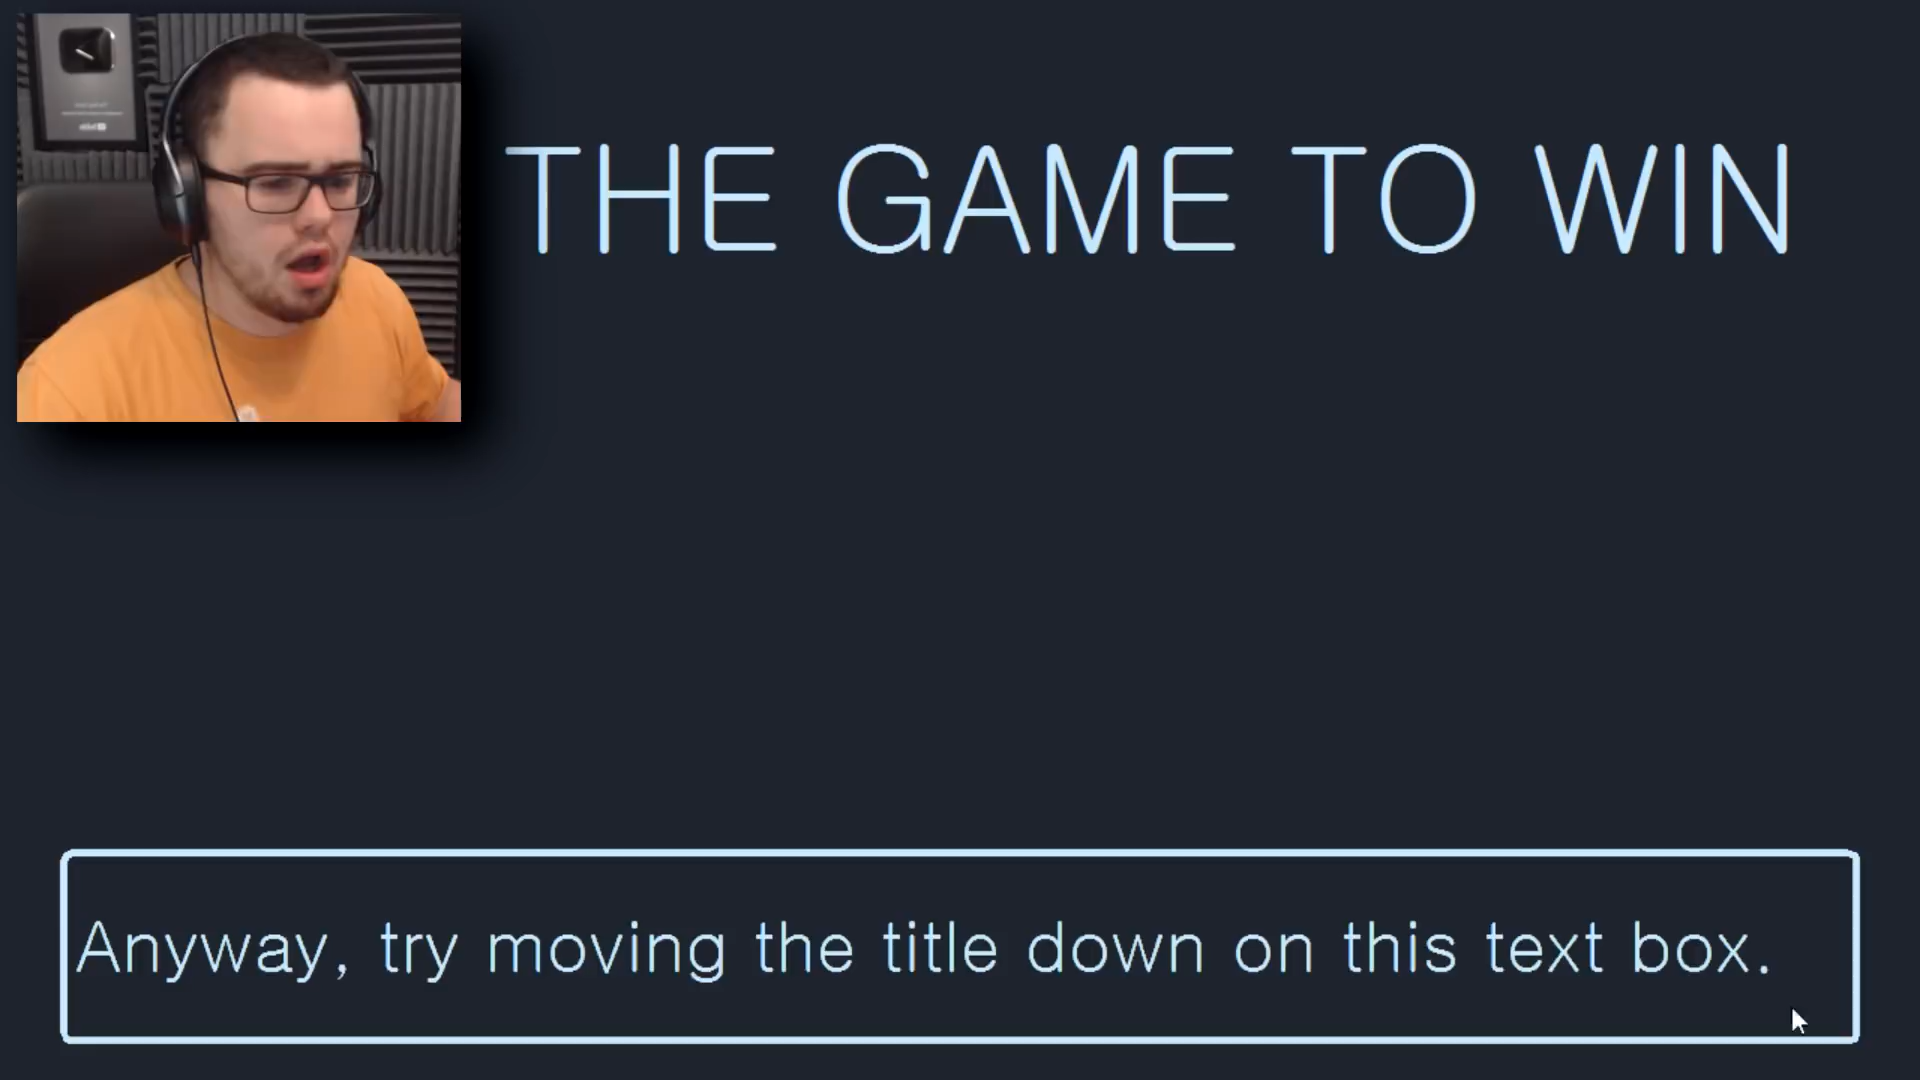 THE GAME TO WIN
Anyway, try moving the title down on this text box.